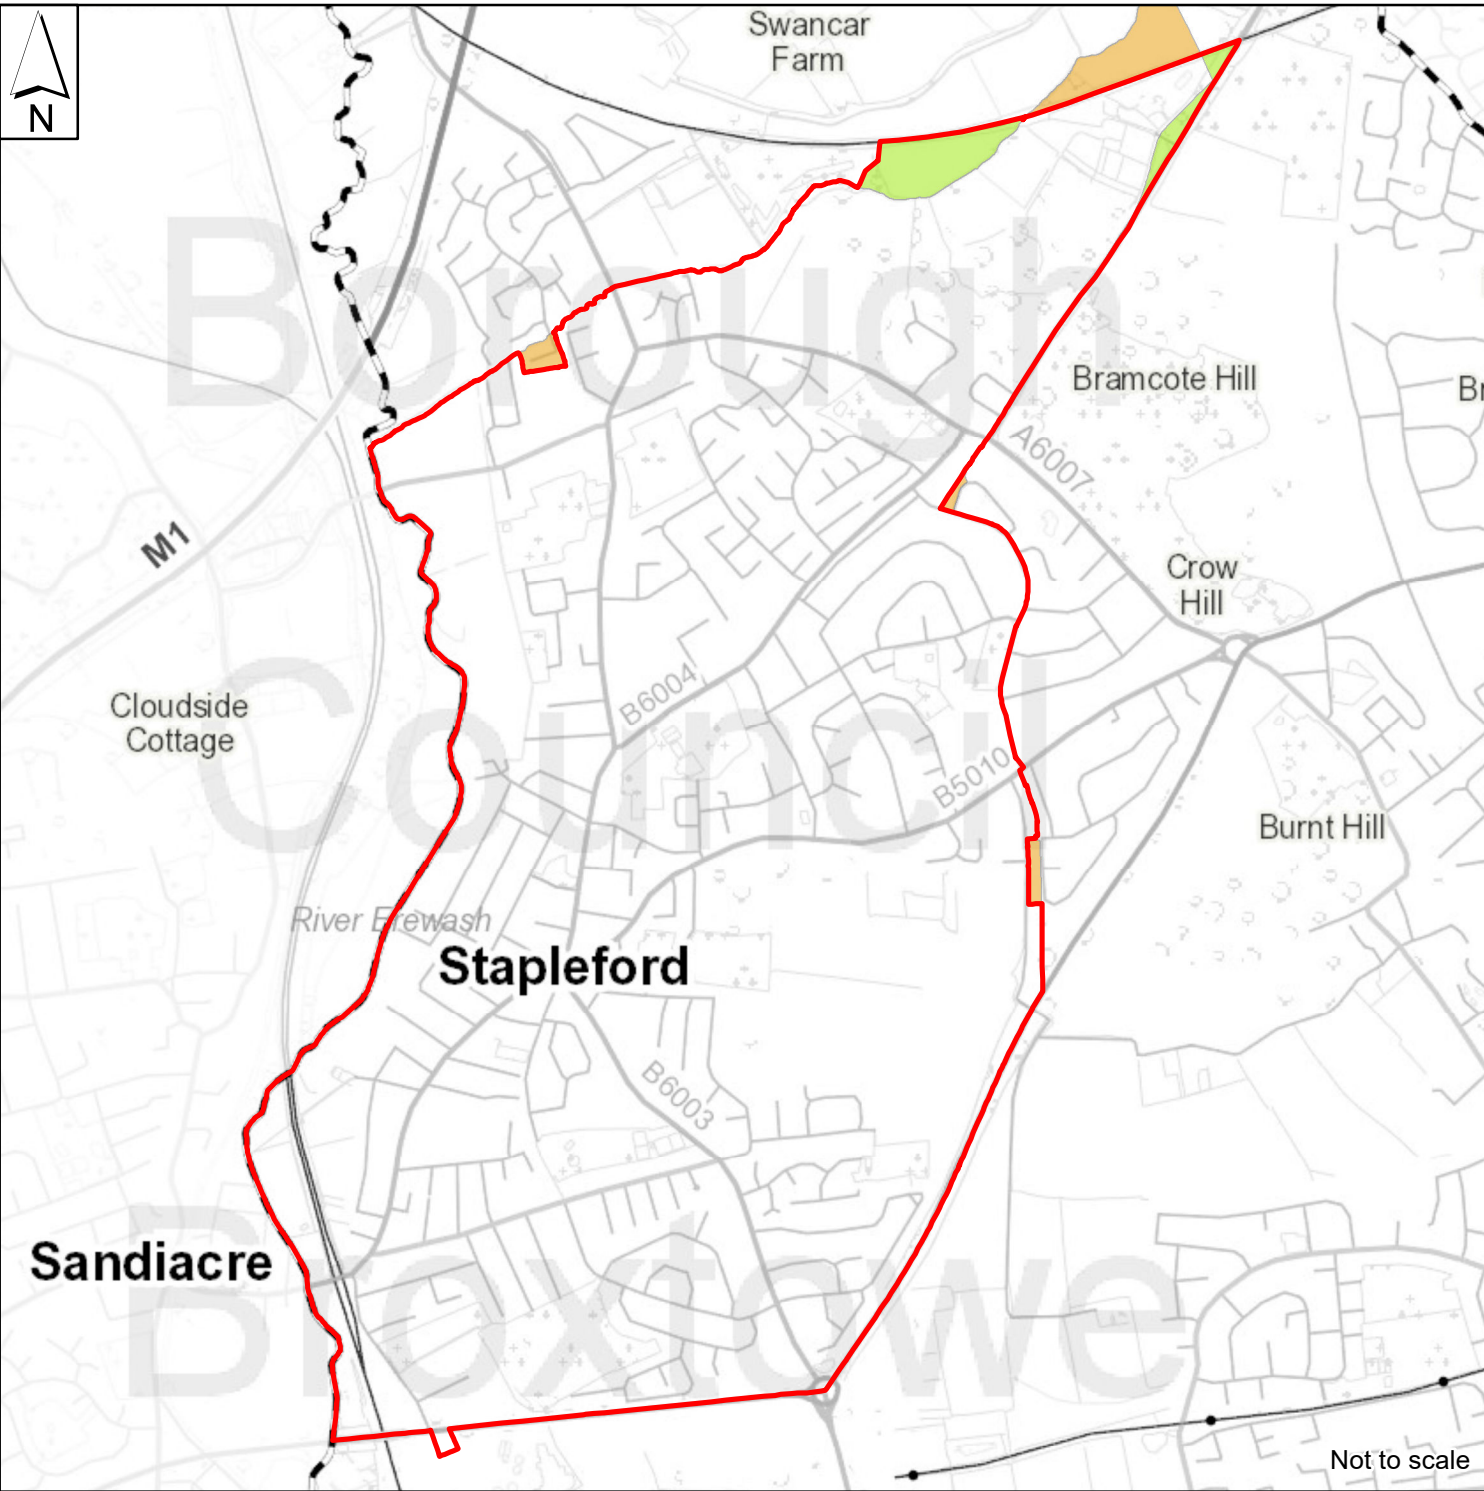 N
Swancar
Farm
Borough
Bramcote Hill
A6007
M1
Crow
Hill
B6004
Cloudside
Cottage
Council
B5010
Burnt Hill
River Erewash
Stapleford
B6003
Sandiacre
Broxtowe
Not to scale